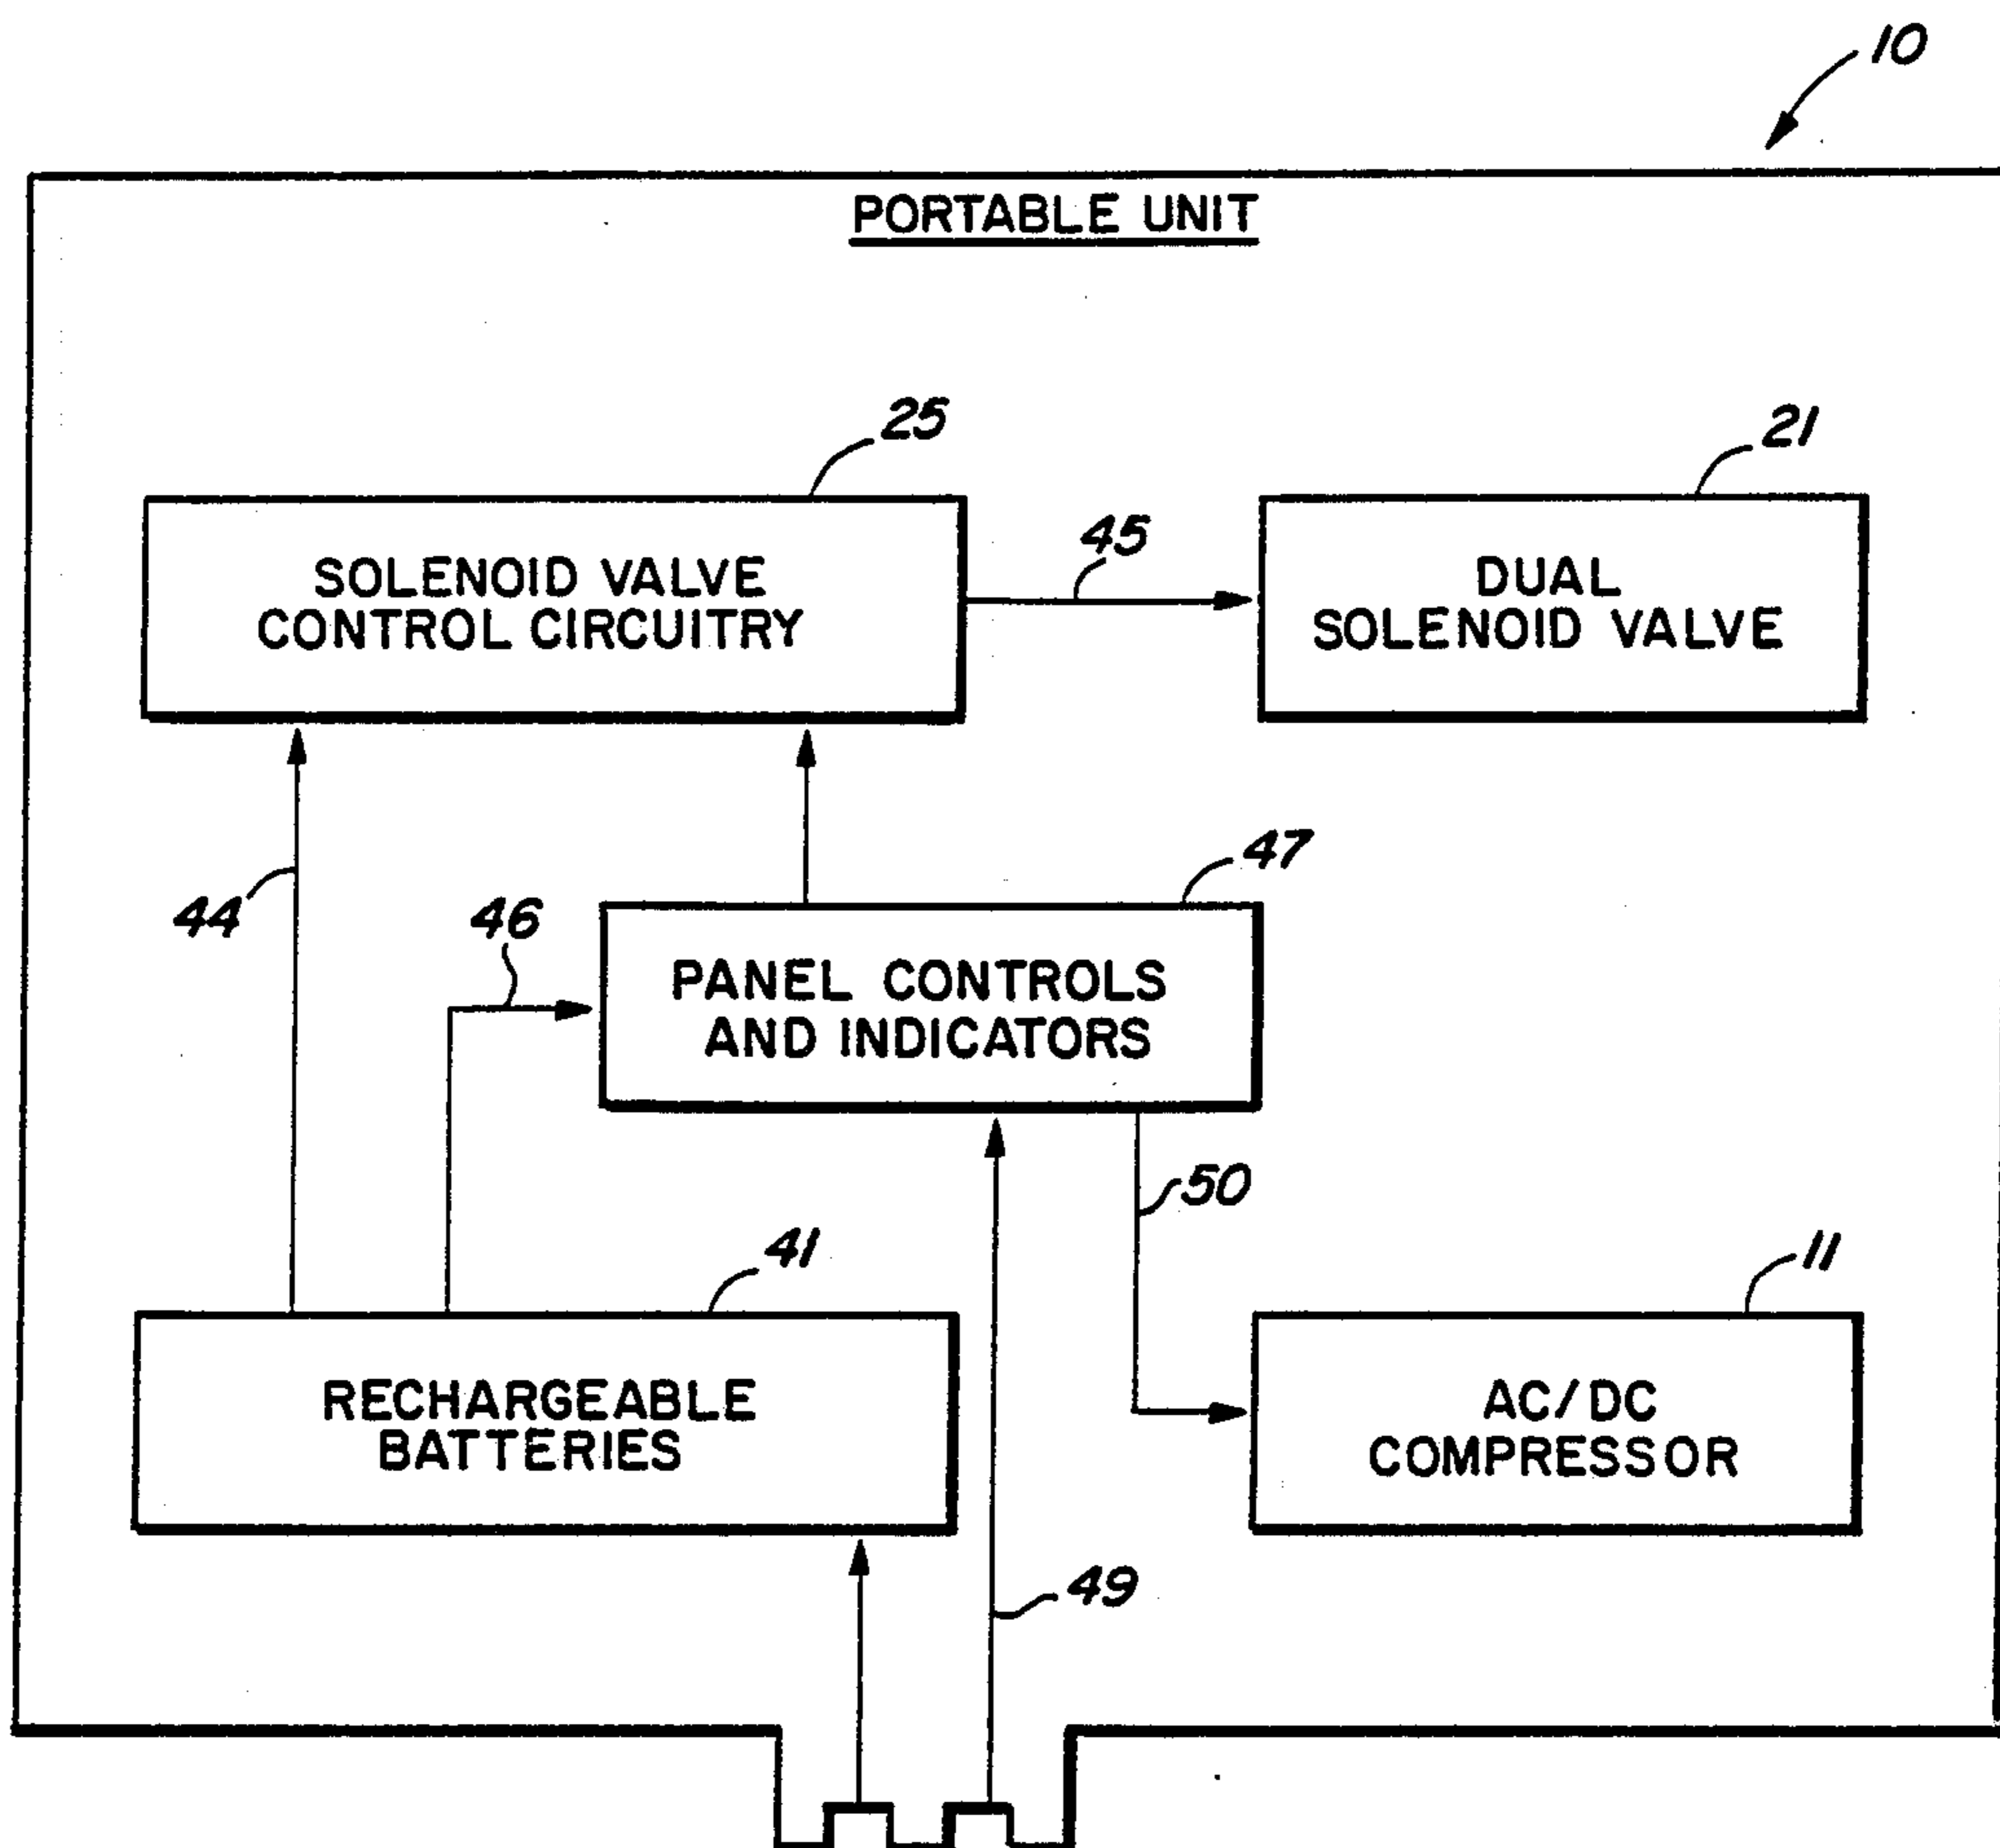 10
PORTABLE UNIT
25
21
45
SOLENOID VALVE
CONTROL CIRCUITRY
DUAL
SOLENOID VALVE
47
44
46
PANEL CONTROLS
AND INDICATORS
50
41
11
RECHARGEABLE
BATTERIES
AC/DC
COMPRESSOR
49